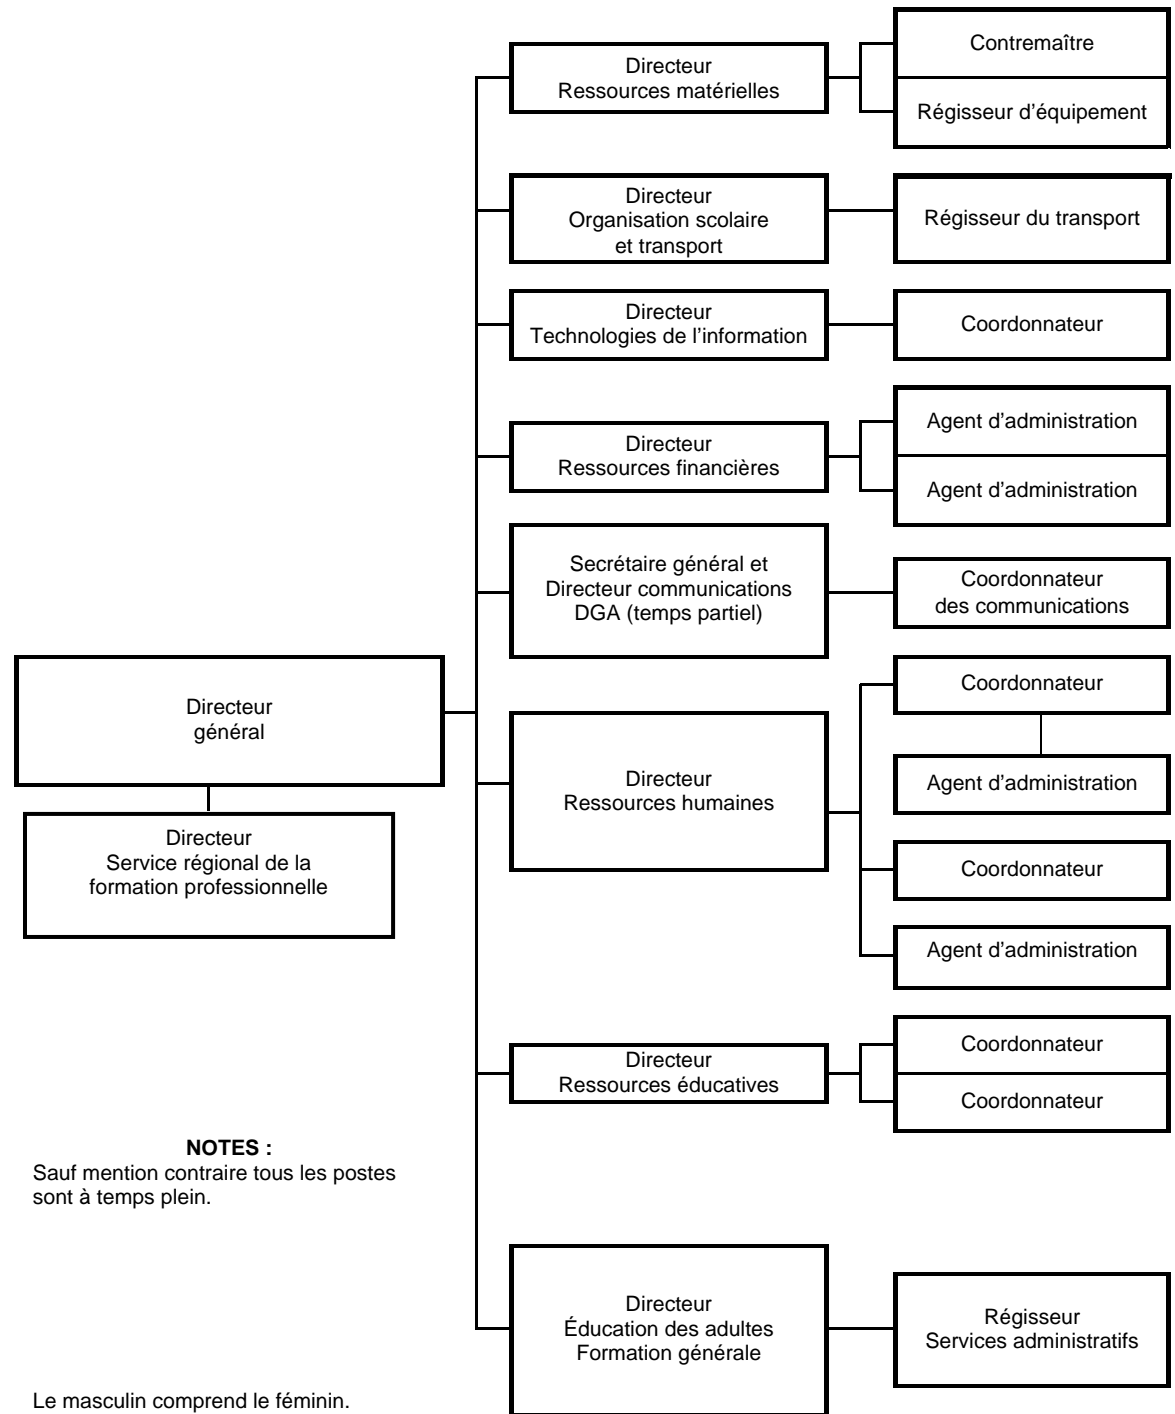 Directeur
général
Directeur
Service régional de la
formation professionnelle
Directeur
Ressources matérielles
Contremaître
Régisseur d’équipement
Directeur
Organisation scolaire
et transport
Régisseur du transport
Directeur
Technologies de l’information
Coordonnateur
Directeur
Ressources financières
Agent d’administration
Agent d’administration
Secrétaire général et
Directeur communications
DGA (temps partiel)
Coordonnateur
des communications
Directeur
Ressources humaines
Coordonnateur
Agent d’administration
Coordonnateur
Agent d’administration
Directeur
Ressources éducatives
Coordonnateur
Coordonnateur
Directeur
Éducation des adultes
Formation générale
Régisseur
Services administratifs
NOTES :
Sauf mention contraire tous les postes
sont à temps plein.
Le masculin comprend le féminin.